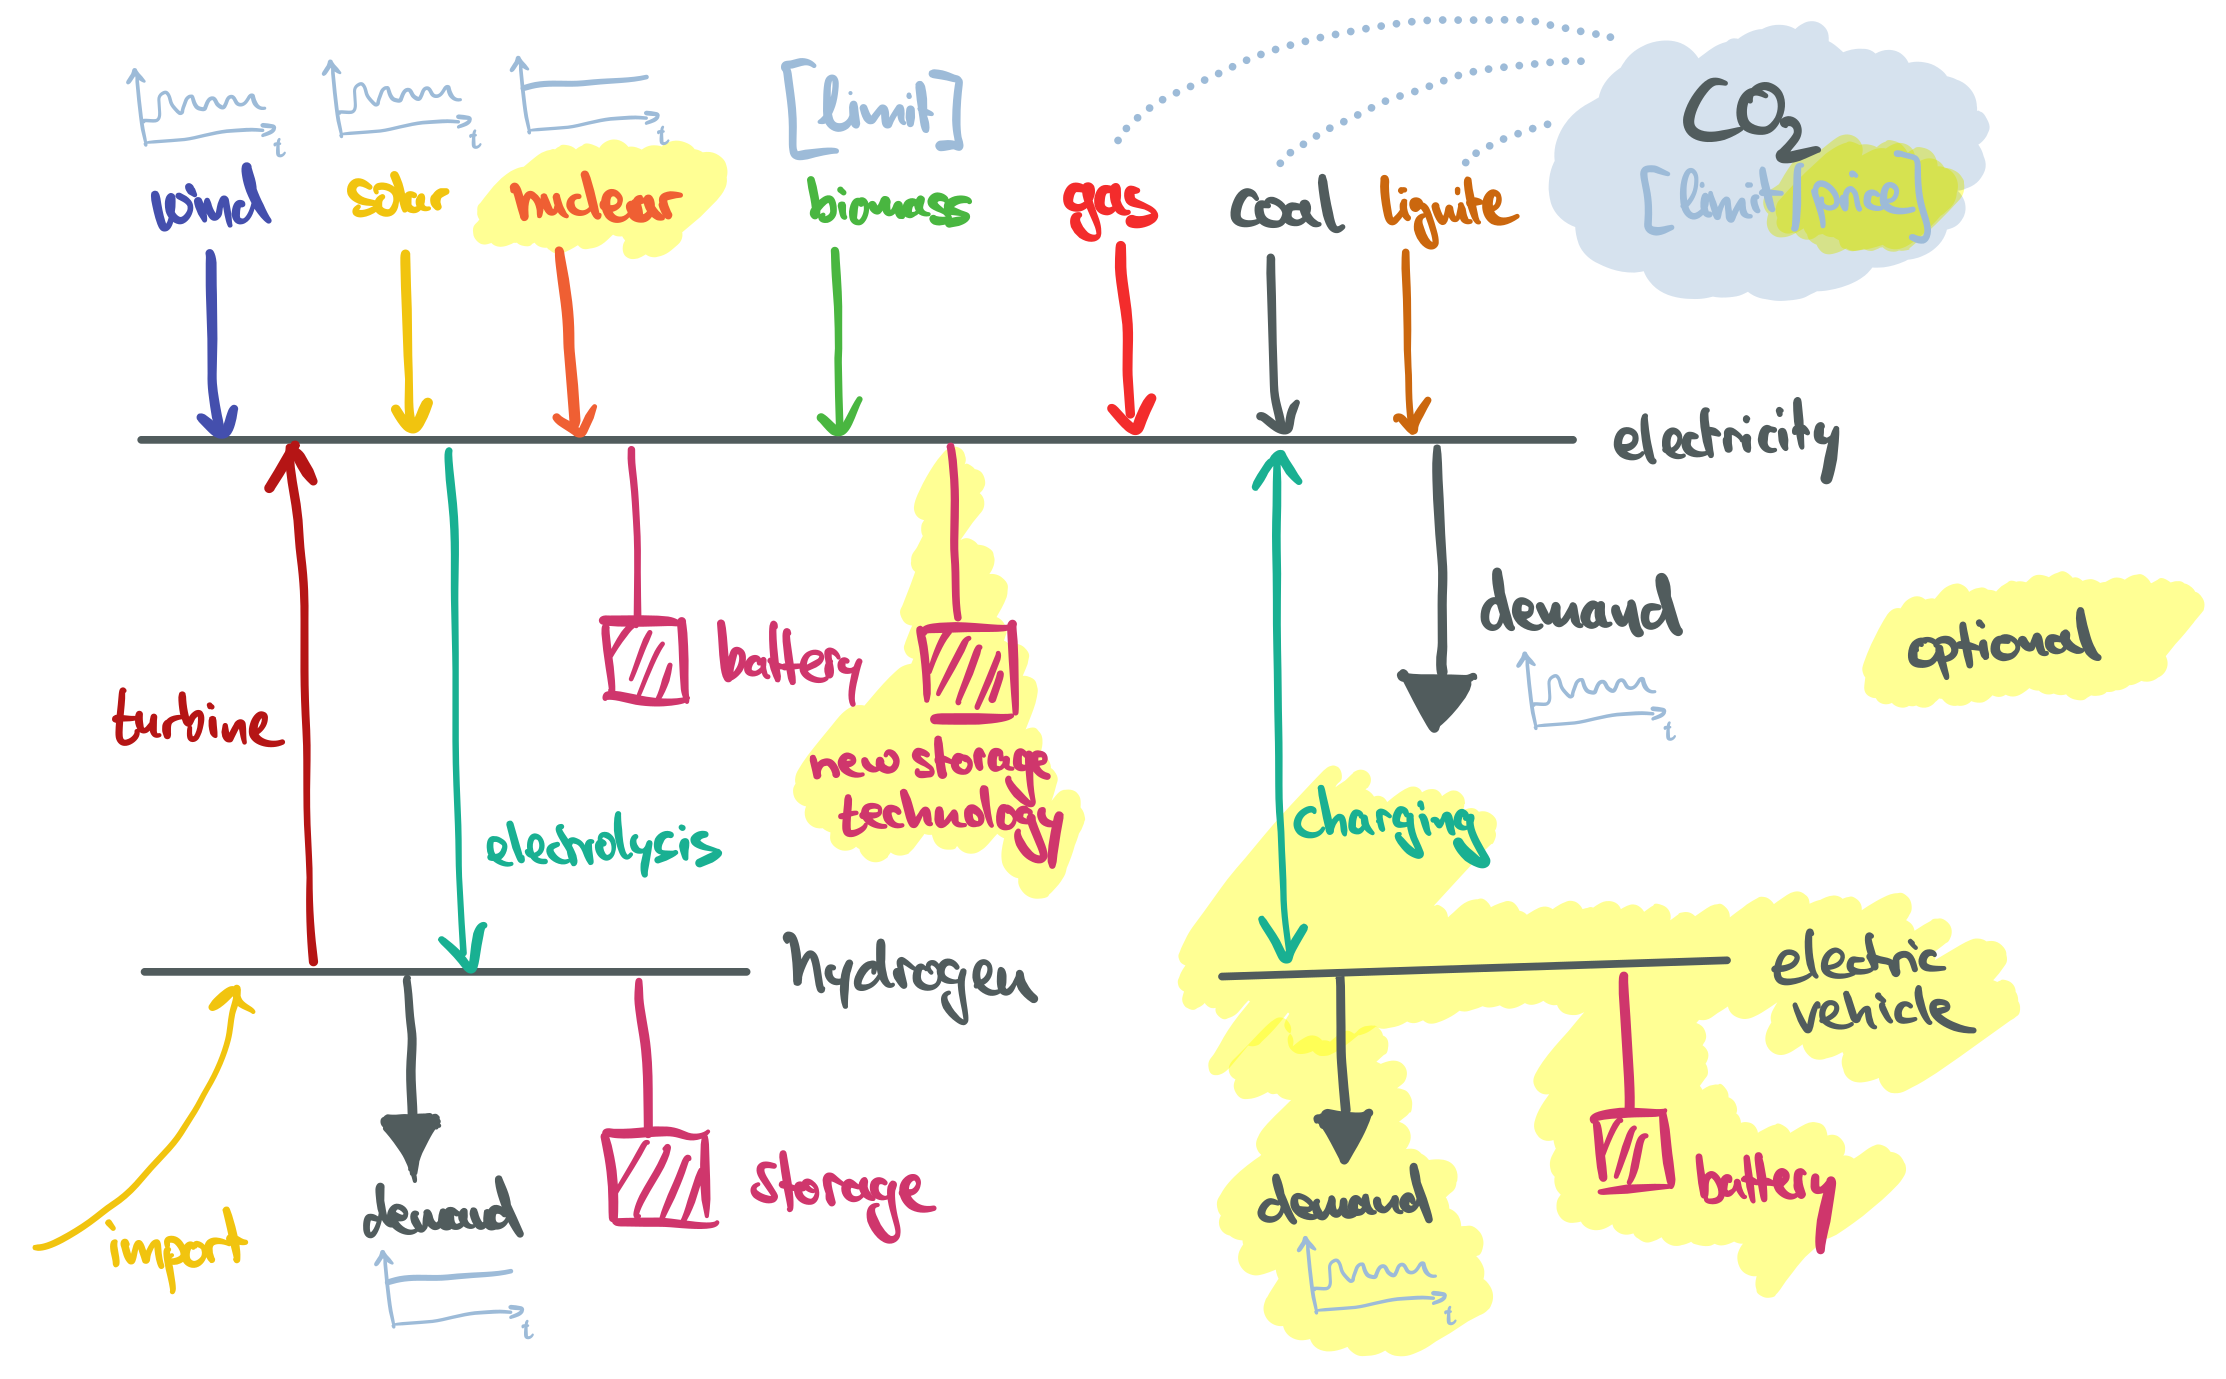 t
t
t
[limit]
CO2
wind
solar
nuclear
biomass
gas
coal
lignite
[limit|price]
electricity
demand
t
optional
battery
turbine
new storage
technology
charging
electrolysis
hydrogen
electric
vehicle
import
demand
t
storage
demand
t
battery